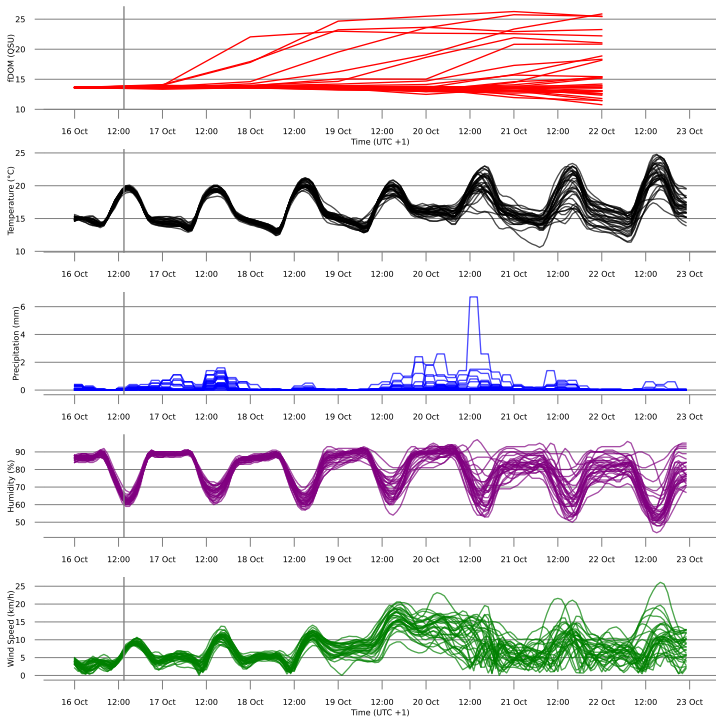 fDOM (QSU)
25
20
15
10
16 Oct 12:00 17 Oct 12:00 18 Oct 12:00 19 Oct 12:00 20 Oct 12:00 21 Oct 12:00 22 Oct 12:00 23 Oct
Time (UTC +1)
Temperature (°C)
25
20
15
10
16 Oct 12:00 17 Oct 12:00 18 Oct 12:00 19 Oct 12:00 20 Oct 12:00 21 Oct 12:00 22 Oct 12:00 23 Oct
Precipitation (mm)
6
4
2
0
16 Oct 12:00 17 Oct 12:00 18 Oct 12:00 19 Oct 12:00 20 Oct 12:00 21 Oct 12:00 22 Oct 12:00 23 Oct
Humidity (%)
90
80
70
60
50
16 Oct 12:00 17 Oct 12:00 18 Oct 12:00 19 Oct 12:00 20 Oct 12:00 21 Oct 12:00 22 Oct 12:00 23 Oct
Wind Speed (km/h)
25
20
15
10
5
0
16 Oct 12:00 17 Oct 12:00 18 Oct 12:00 19 Oct 12:00 20 Oct 12:00 21 Oct 12:00 22 Oct 12:00 23 Oct
Time (UTC +1)